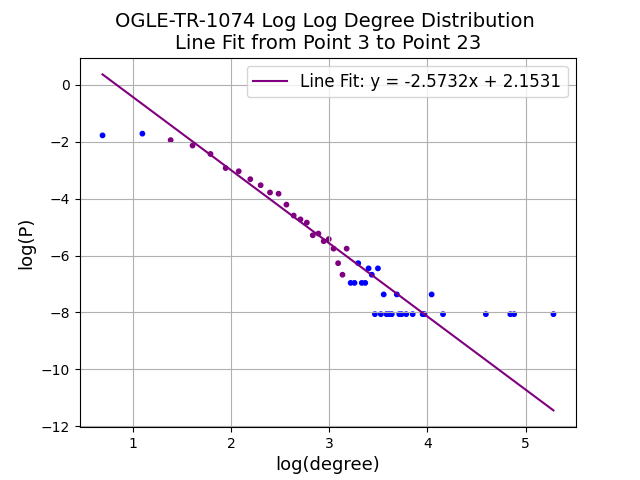 OGLE-TR-1074 Log Log Degree Distribution
Line Fit from Point 3 to Point 23
Line Fit: y = -2.5732x + 2.1531
log(P)
0
−2
−4
−6
−8
−10
−12
1 2 3 4 5
log(degree)